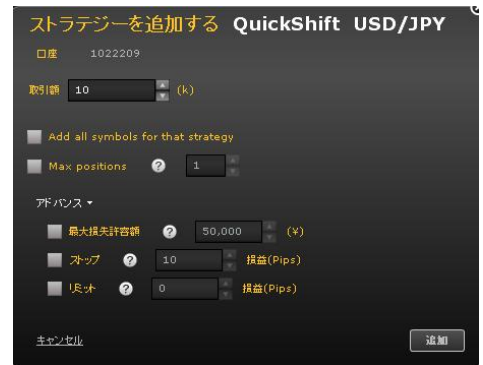 ストラテジーを追加する QuickShift USD/JPY
口座 1022209
取引額 10 (k)
Add all symbols for that strategy
Max positions ? 1
アドバンス
最大損失許容額 ? 50,000 (¥)
ストップ ? 10 損益(Pips)
リミット ? 0 損益(Pips)
キャンセル 追加